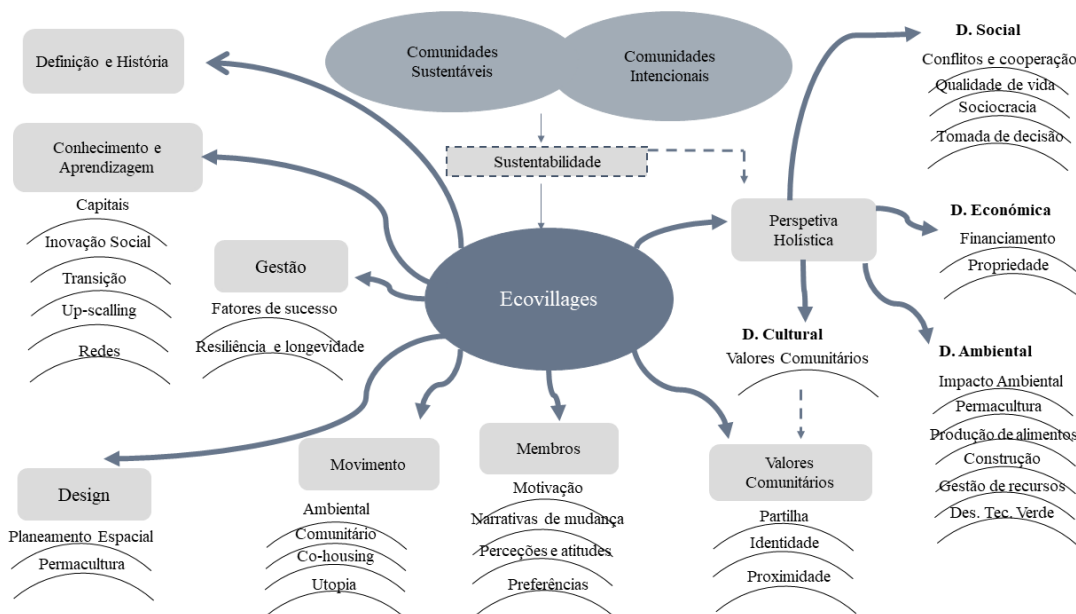 Comunidades
Sustentáveis
Comunidades
Intencionais
Sustentabilidade
Ecovillages
Definição e História
Conhecimento e
Aprendizagem
Capitais
Inovação Social
Transição
Up-scalling
Redes
Gestão
Fatores de sucesso
Resiliência e longevidade
Design
Planeamento Espacial
Permacultura
Movimento
Ambiental
Comunitário
Co-housing
Utopia
Membros
Motivação
Narrativas de mudança
Perceções e atitudes
Preferências
Valores
Comunitários
Partilha
Identidade
Proximidade
Perspetiva
Holística
D. Cultural
Valores Comunitários
D. Social
Conflitos e cooperação
Qualidade de vida
Sociocracia
Tomada de decisão
D. Económica
Financiamento
Propriedade
D. Ambiental
Impacto Ambiental
Permacultura
Produção de alimentos
Construção
Gestão de recursos
Des. Tec. Verde